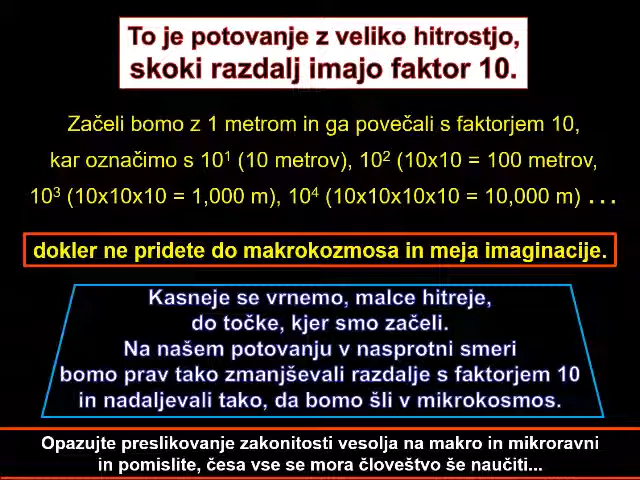 To je potovanje z veliko hitrostjo,
skoki razdalj imajo faktor 10.
Začeli bomo z 1 metrom in ga povečali s faktorjem 10,
kar označimo s 10¹ (10 metrov), 10² (10x10 = 100 metrov,
10³ (10x10x10 = 1,000 m), 10⁴ (10x10x10x10 = 10,000 m) . . .
dokler ne pridete do makrokozmosa in meja imaginacije.
Kasneje se vrnemo, malce hitreje,
do točke, kjer smo začeli.
Na našem potovanju v nasprotni smeri
bomo prav tako zmanjševali razdalje s faktorjem 10
in nadaljevali tako, da bomo šli v mikrokosmos.
Opazujte preslikovanje zakonitosti vesolja na makro in mikroravni
in pomislite, česa vse se mora človeštvo še naučiti...